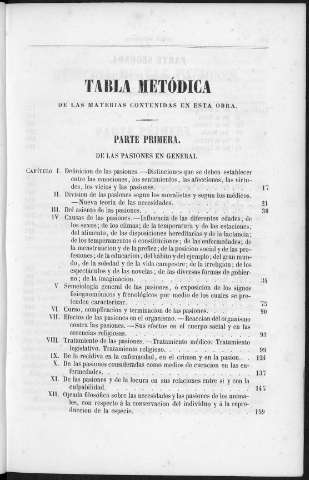 TABLA METÓDICA
DE LAS MATERIAS CONTENIDAS EN ESTA OBRA.
PARTE PRIMERA.
DE LAS PASIONES EN GENERAL
CAPÍTULO I. Definicion de las pasiones.—Distinciones que se deben establecer
entre las emociones, los sentimientos, las afecciones, las virtu-
des, los vicios y las pasiones. 17
II. Division de las pasiones segun los moralistas y segun los médicos.
—Nueva teoría de las necesidades. 21
III. Del asiento de las pasiones. 30
IV. Causas de las pasiones.—Influencia de las diferentes edades; de
los sexos; de los climas; de la temperatura y de las estaciones,
del alimento, de las disposiciones hereditarias y de la lactancia;
de los temperamentos ó constituciones; de las enfermedades; de
la menstruacion y de la preñez; de la posicion social y de las pro-
fesiones; de la educacion, del hábito y del ejemplo; del gran mun-
do, de la soledad y de la vida campestre; de la irreligion; de los
espectáculos y de las novelas; de las diversas formas de gobier-
no; de la imaginacion. 34
V. Semeiología general de las pasiones, ó exposicion de los signos
fisiognomónicos y frenológicos por medio de los cuales se pre-
tenden caracterizar. 75
VI. Curso, complicacion y terminacion de las pasiones.
VII. Efectos de las pasiones en el organismo.—Reaccion del organismo
contra las pasiones.—Sus efectos en el cuerpo social y en las
creencias religiosas.
VIII. Tratamiento de las pasiones.—Tratamiento médico. Tratamiento
legislativo. Tratamiento religioso. 99
IX. De la recidiva en la enfermedad, en el crímen y en la pasion.
X. De las pasiones consideradas como medios de curacion en las en-
fermedades. 137
XI. De las pasiones y de la locura en sus relaciones entre sí y con la
culpabilidad. 145
XII. Ojeada filosófica sobre las necesidades y las pasiones de los anima-
les, con respecto á la conservacion del individuo y á la repro-
duccion de la especie. 159